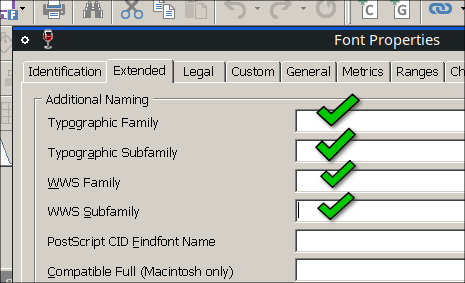 C
G
Font Properties
Identification Extended Legal Custom General Metrics Ranges
Additional Naming
Typographic Family
Typographic Subfamily
WWS Family
WWS Subfamily
PostScript CID Eindfont Name
Compatible Full (Macintosh only)